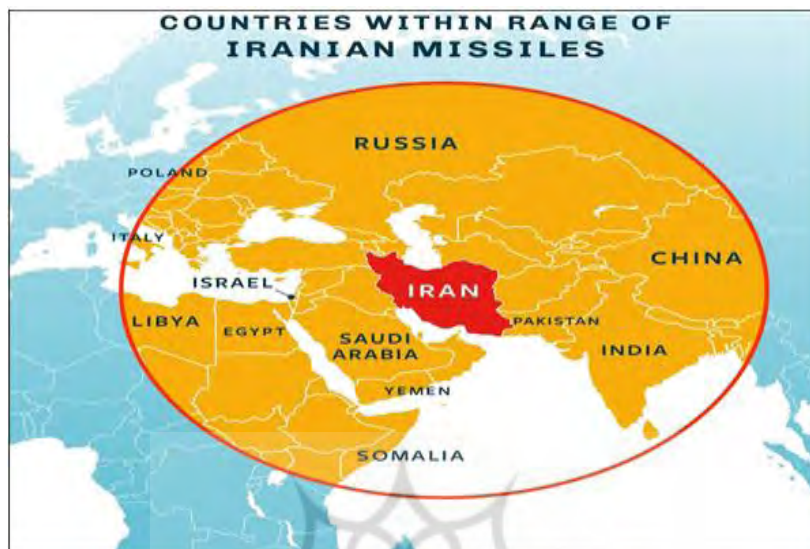 COUNTRIES WITHIN RANGE OF
IRANIAN MISSILES
RUSSIA
POLAND
ITALY
CHINA
ISRAEL
IRAN
LIBYA
EGYPT
SAUDI
ARABIA
PAKISTAN
INDIA
YEMEN
SOMALIA